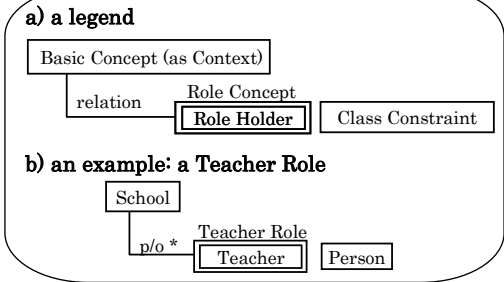 a) a legend
Basic Concept (as Context)
relation
Role Concept
Role Holder
Class Constraint
b) an example: a Teacher Role
School
p/o *
Teacher Role
Teacher
Person